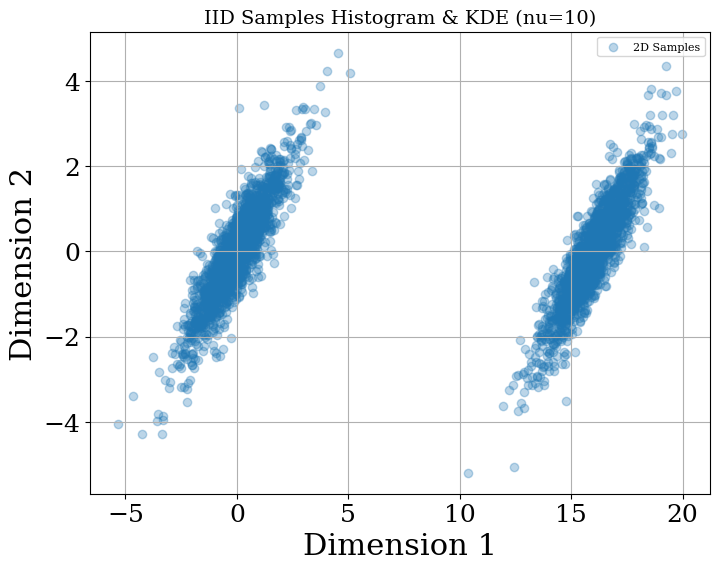 IID Samples Histogram & KDE (nu=10)
2D Samples
Dimension 2
4
2
0
−2
−4
−5 0 5 10 15 20
Dimension 1